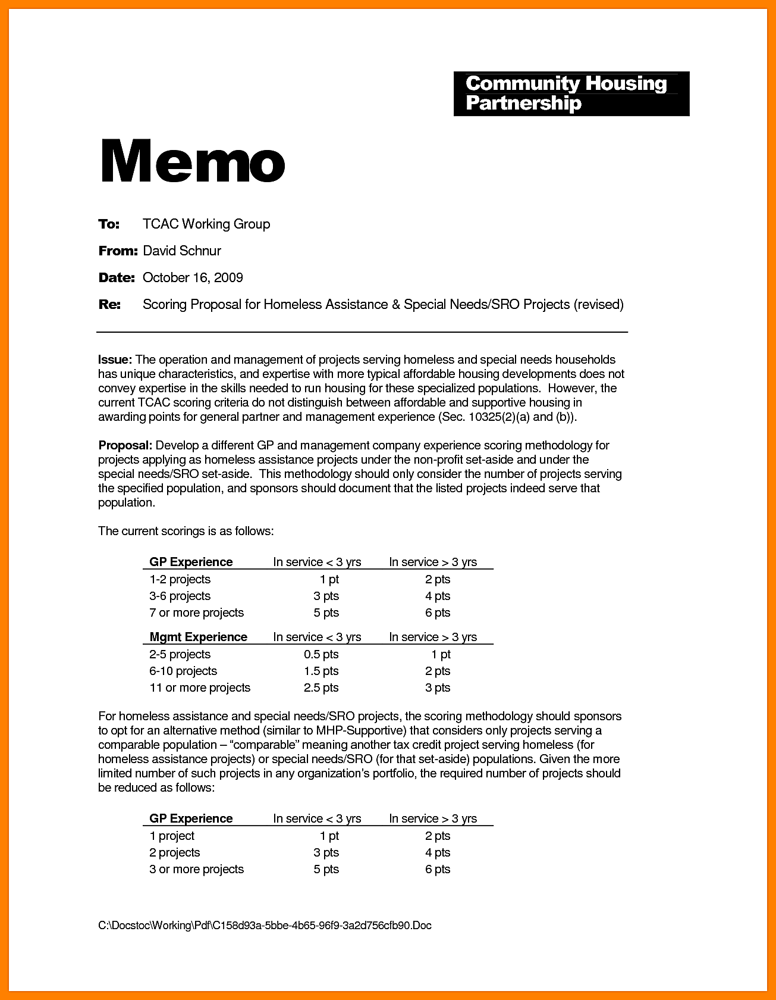 Community Housing
Partnership
Memo
To: TCAC Working Group
From: David Schnur
Date: October 16, 2009
Re: Scoring Proposal for Homeless Assistance & Special Needs/SRO Projects (revised)
Issue: The operation and management of projects serving homeless and special needs households
has unique characteristics, and expertise with more typical affordable housing developments does not
convey expertise in the skills needed to run housing for these specialized populations.  However, the
current TCAC scoring criteria do not distinguish between affordable and supportive housing in
awarding points for general partner and management experience (Sec. 10325(2)(a) and (b)).
Proposal: Develop a different GP and management company experience scoring methodology for
projects applying as homeless assistance projects under the non-profit set-aside and under the
special needs/SRO set-aside.  This methodology should only consider the number of projects serving
the specified population, and sponsors should document that the listed projects indeed serve that
population.
The current scorings is as follows:
GP Experience In service < 3 yrs In service > 3 yrs
1-2 projects 1 pt 2 pts
3-6 projects 3 pts 4 pts
7 or more projects 5 pts 6 pts
Mgmt Experience In service < 3 yrs In service > 3 yrs
2-5 projects 0.5 pts 1 pt
6-10 projects 1.5 pts 2 pts
11 or more projects 2.5 pts 3 pts
For homeless assistance and special needs/SRO projects, the scoring methodology should sponsors
to opt for an alternative method (similar to MHP-Supportive) that considers only projects serving a
comparable population – “comparable” meaning another tax credit project serving homeless (for
homeless assistance projects) or special needs/SRO (for that set-aside) populations. Given the more
limited number of such projects in any organization’s portfolio, the required number of projects should
be reduced as follows:
GP Experience In service < 3 yrs In service > 3 yrs
1 project 1 pt 2 pts
2 projects 3 pts 4 pts
3 or more projects 5 pts 6 pts
C:\Docstoc\Working\Pdf\C158d93a-5bbe-4b65-96f9-3a2d756cfb90.Doc